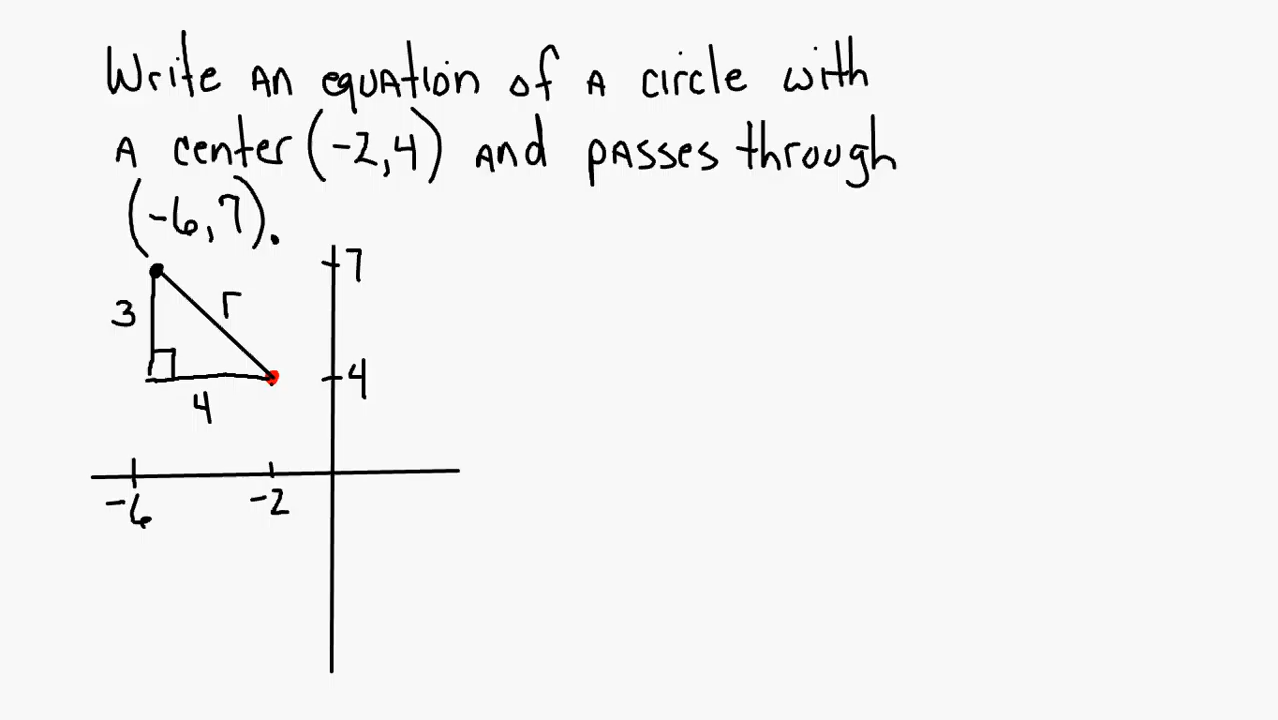 Write an equation of a circle with
a center (-2,4) and passes through
(-6,7).
7
3
r
4
4
-6
-2